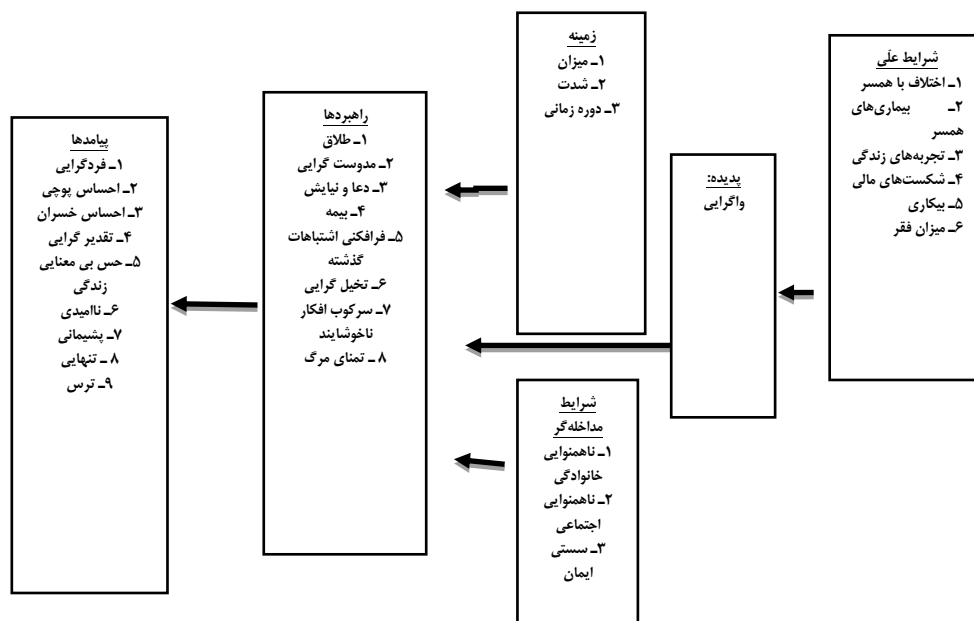 شرایط علّی
۱ـ اختلاف با همسر
۲ـ بیماری‌های
همسر
۳ـ تجربه‌های زندگی
۴ـ شکست‌های مالی
۵ـ بیکاری
۶ـ میزان فقر
پدیده:
واگرایی
زمینه
۱ـ میزان
۲ـ شدت
۳ـ دوره زمانی
شرایط
مداخله‌گر
۱ـ ناهمنوایی
خانوادگی
۲ـ ناهمنوایی
اجتماعی
۳ـ سستی
ایمان
راهبردها
۱ـ طلاق
۲ـ مدوست گرایی
۳ـ دعا و نیایش
۴ـ بیمه
۵ـ فرافکنی اشتباهات
گذشته
۶ـ تخیل گرایی
۷ـ سرکوب افکار
ناخوشایند
۸ـ تمنای مرگ
پیامدها
۱ـ فردگرایی
۲ـ احساس پوچی
۳ـ احساس خسران
۴ـ تقدیر گرایی
۵ـ حس بی معنایی
زندگی
۶ـ ناامیدی
۷ـ پشیمانی
۸ ـ تنهایی
۹ـ ترس